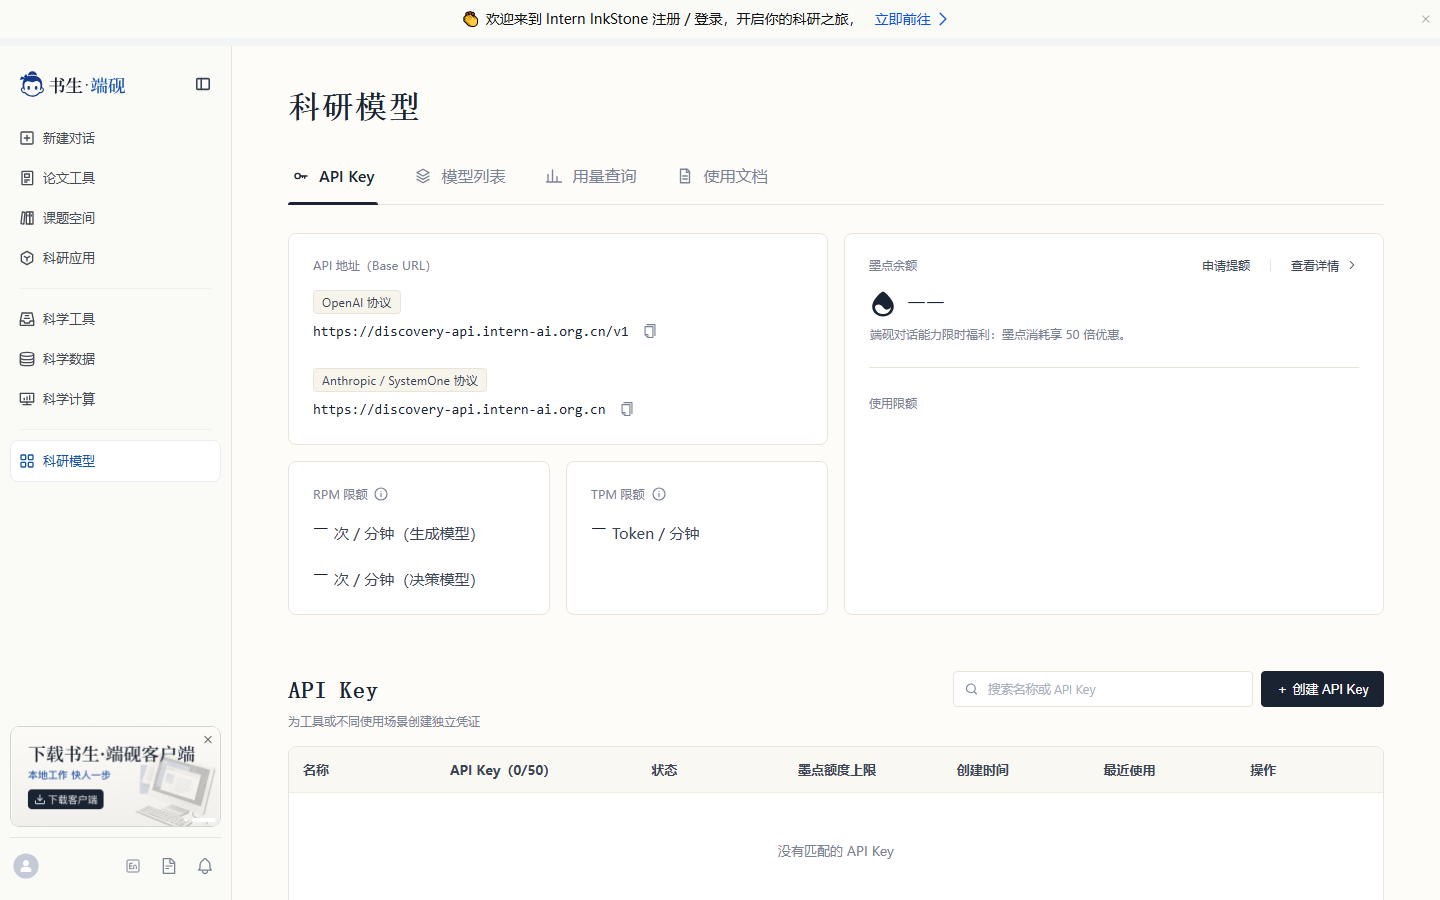 欢迎来到 Intern InkStone 注册 / 登录，开启你的科研之旅， 立即前往
书生·端砚
新建对话
论文工具
课题空间
科研应用
科学工具
科学数据
科学计算
科研模型
下载书生·端砚客户端
本地工作 快人一步
下载客户端
En
科研模型
API Key 模型列表 用量查询 使用文档
API 地址（Base URL）
OpenAI 协议
https://discovery-api.intern-ai.org.cn/v1
Anthropic / SystemOne 协议
https://discovery-api.intern-ai.org.cn
墨点余额 申请提额 查看详情
——
端砚对话能力限时福利：墨点消耗享 50 倍优惠。
使用限额
RPM 限额
— 次 / 分钟（生成模型）
— 次 / 分钟（决策模型）
TPM 限额
— Token / 分钟
API Key
为工具或不同使用场景创建独立凭证
搜索名称或 API Key
+ 创建 API Key
名称 API Key（0/50） 状态 墨点额度上限 创建时间 最近使用 操作
没有匹配的 API Key